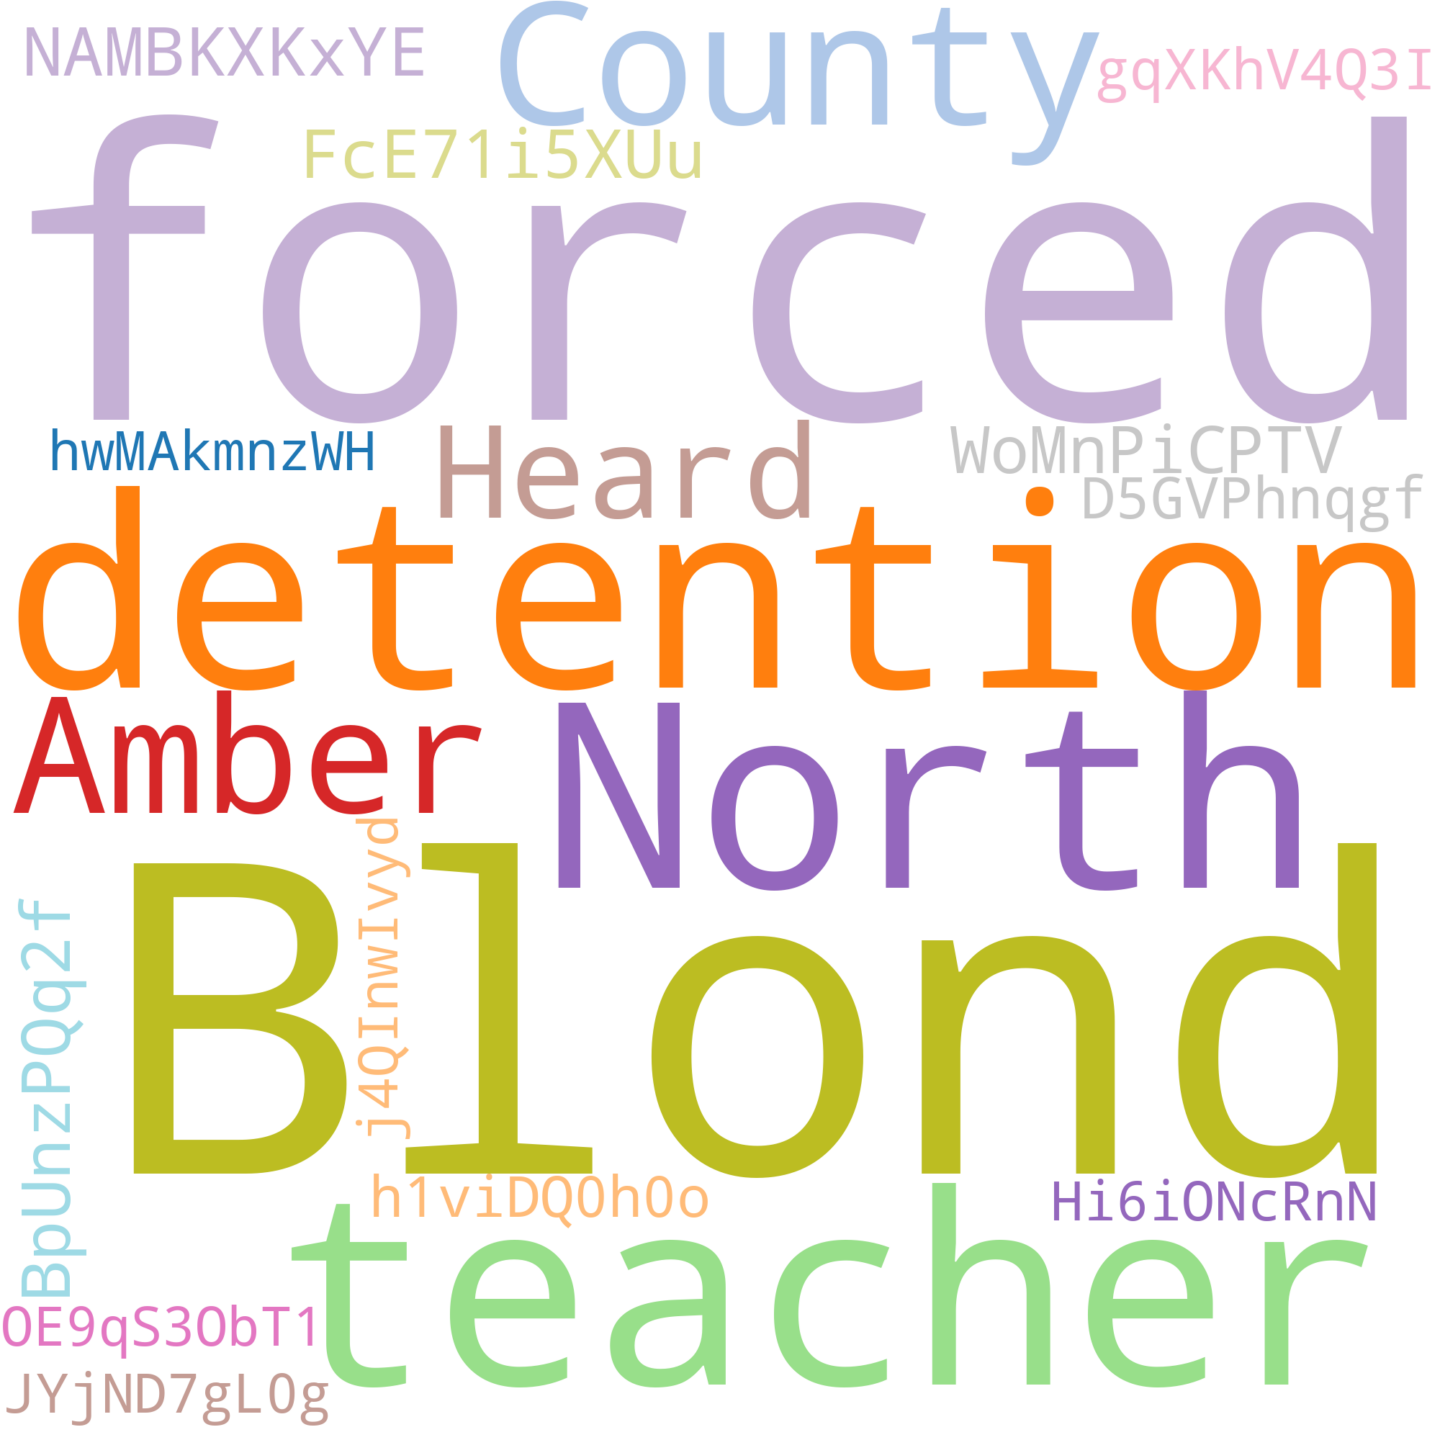 NAMBKXKxYE
County
gqXKhV4Q3I
FcE71i5XUu
forced
hwMAkmnzWH
Heard
WoMnPiCPTV
D5GVPhnqgf
detention
Amber
North
j4QInwIvyd
Blond
BpUnzPQq2f
h1viDQ0h0o
Hi6iONcRnN
teacher
OE9qS3ObT1
JYjND7gL0g